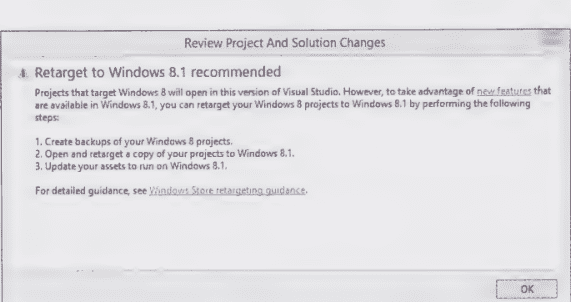 Review Project And Solution Changes
Retarget to Windows 8.1 recommended
Projects that target Windows 8 will open in this version of Visual Studio. However, to take advantage of new features that
are available in Windows 8.1, you can retarget your Windows 8 projects to Windows 8.1 by performing the following
steps:
1. Create backups of your Windows 8 projects.
2. Open and retarget a copy of your projects to Windows 8.1.
3. Update your assets to run on Windows 8.1.
For detailed guidance, see Windows Store retargeting guidance.
OK